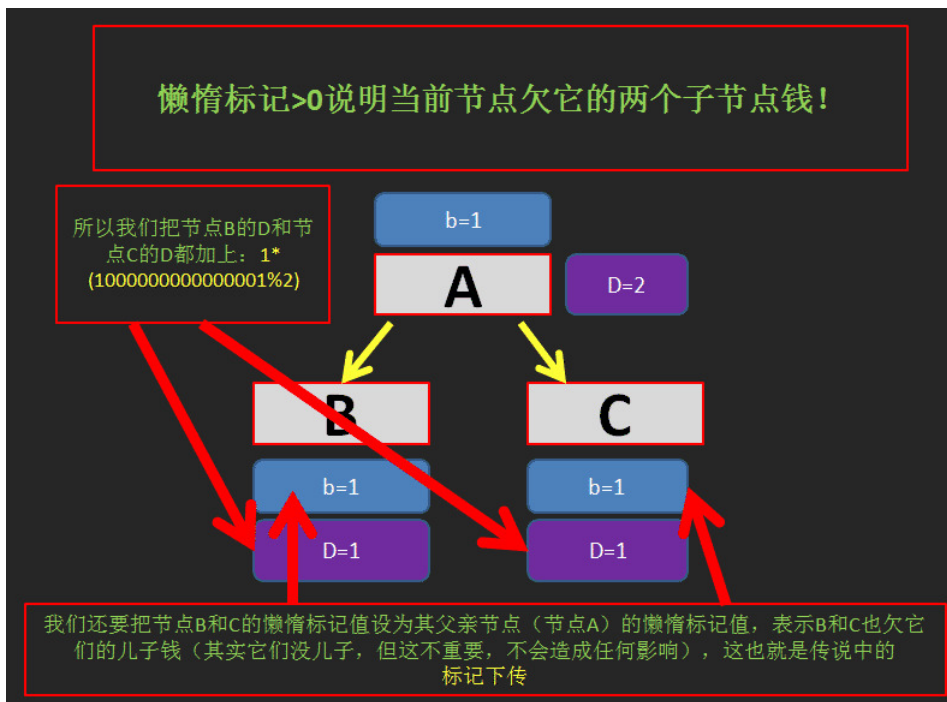 懒惰标记>0说明当前节点欠它的两个子节点钱!
所以我们把节点B的D和节
点C的D都加上：1*
(1000000000000001%2)
b=1
A
D=2
B
C
b=1
b=1
D=1
D=1
我们还要把节点B和C的懒惰标记值设为其父亲节点（节点A）的懒惰标记值，表示B和C也欠它
们的儿子钱（其实它们没儿子，但这不重要，不会造成任何影响），这也就是传说中的
标记下传